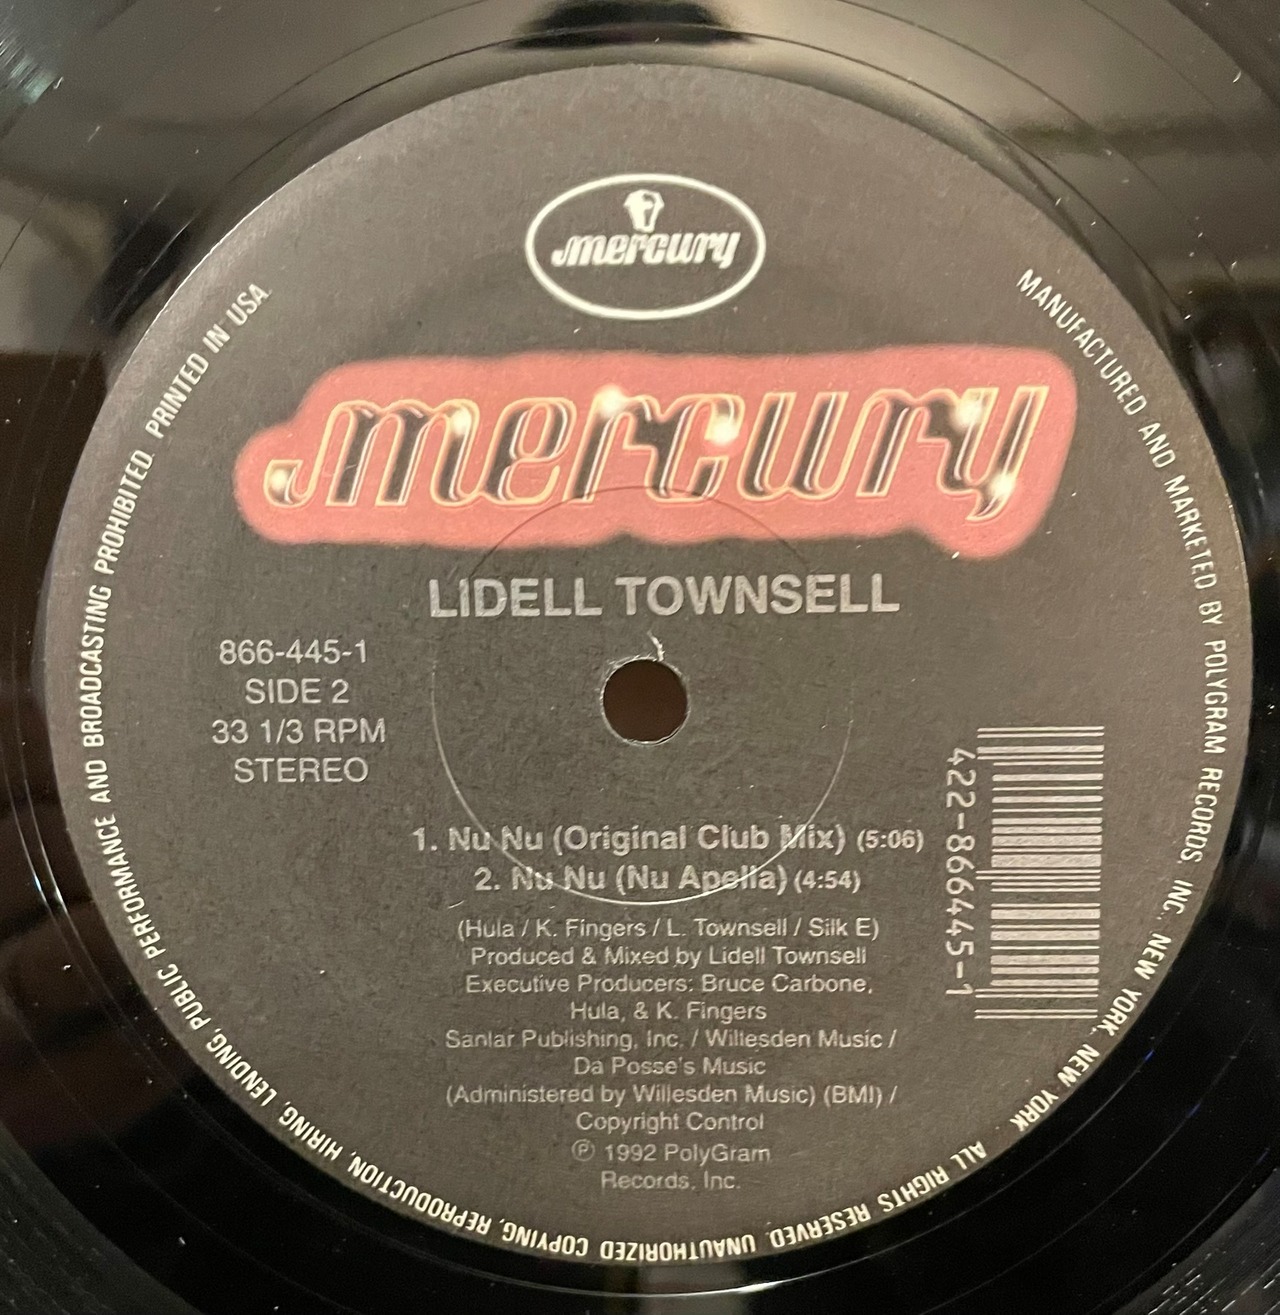 mercury
mercury
LIDELL TOWNSELL
866-445-1
SIDE 2
33 1/3 RPM
STEREO
1. Nu Nu (Original Club Mix) (5:06)
2. Nu Nu (Nu Apella) (4:54)
(Hula / K. Fingers / L. Townsell / Silk E)
Produced & Mixed by Lidell Townsell
Executive Producers: Bruce Carbone,
Hula, & K. Fingers
Sanlar Publishing, Inc. / Willesden Music /
Da Posse's Music
(Administered by Willesden Music) (BMI) /
Copyright Control
℗ 1992 PolyGram
Records, Inc.
422-866445-1
MANUFACTURED AND MARKETED BY POLYGRAM RECORDS INC., NEW YORK, NEW YORK. ALL RIGHTS RESERVED. UNAUTHORIZED COPYING, REPRODUCTION, HIRING, LENDING, PUBLIC PERFORMANCE AND BROADCASTING PROHIBITED. PRINTED IN USA.